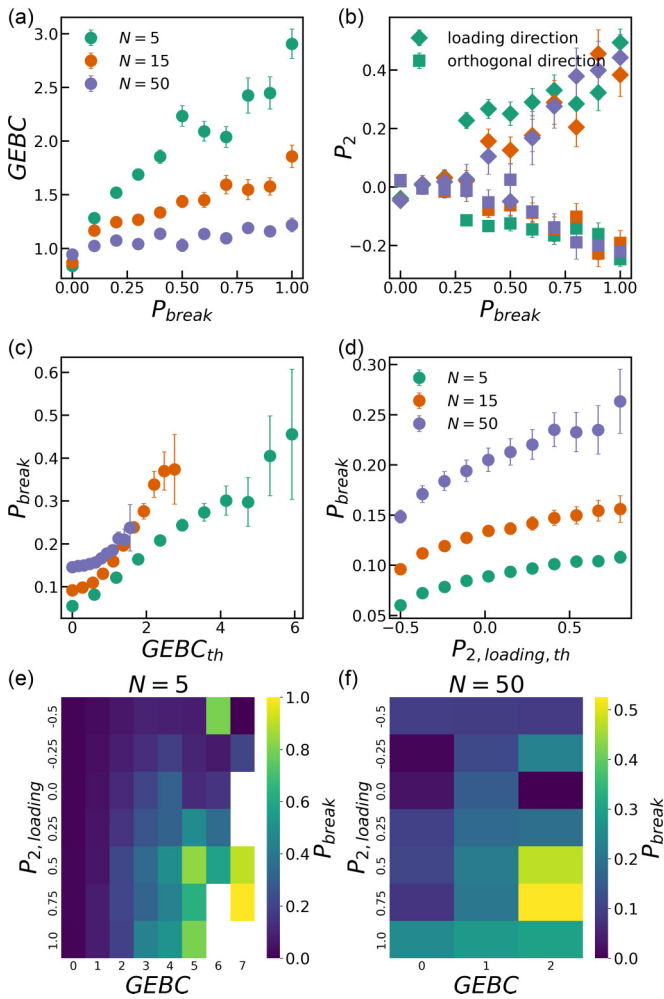 (a)
N = 5
N = 15
N = 50
GEBC
3.0
2.5
2.0
1.5
1.0
0.00 0.25 0.50 0.75 1.00
P_break
(b)
loading direction
orthogonal direction
P_2
0.4
0.2
0.0
−0.2
0.00 0.25 0.50 0.75 1.00
P_break
(c)
P_break
0.6
0.5
0.4
0.3
0.2
0.1
0 2 4 6
GEBC_th
(d)
N = 5
N = 15
N = 50
P_break
0.30
0.25
0.20
0.15
0.10
0.05
−0.5 0.0 0.5
P_2,loading,th
(e)
N = 5
P_2,loading
-0.5
-0.25
0.0
0.25
0.5
0.75
1.0
0 1 2 3 4 5 6 7
GEBC
1.0
0.8
0.6
0.4
0.2
0.0
P_break
(f)
N = 50
P_2,loading
-0.5
-0.25
0.0
0.25
0.5
0.75
1.0
0 1 2
GEBC
0.5
0.4
0.3
0.2
0.1
0.0
P_break